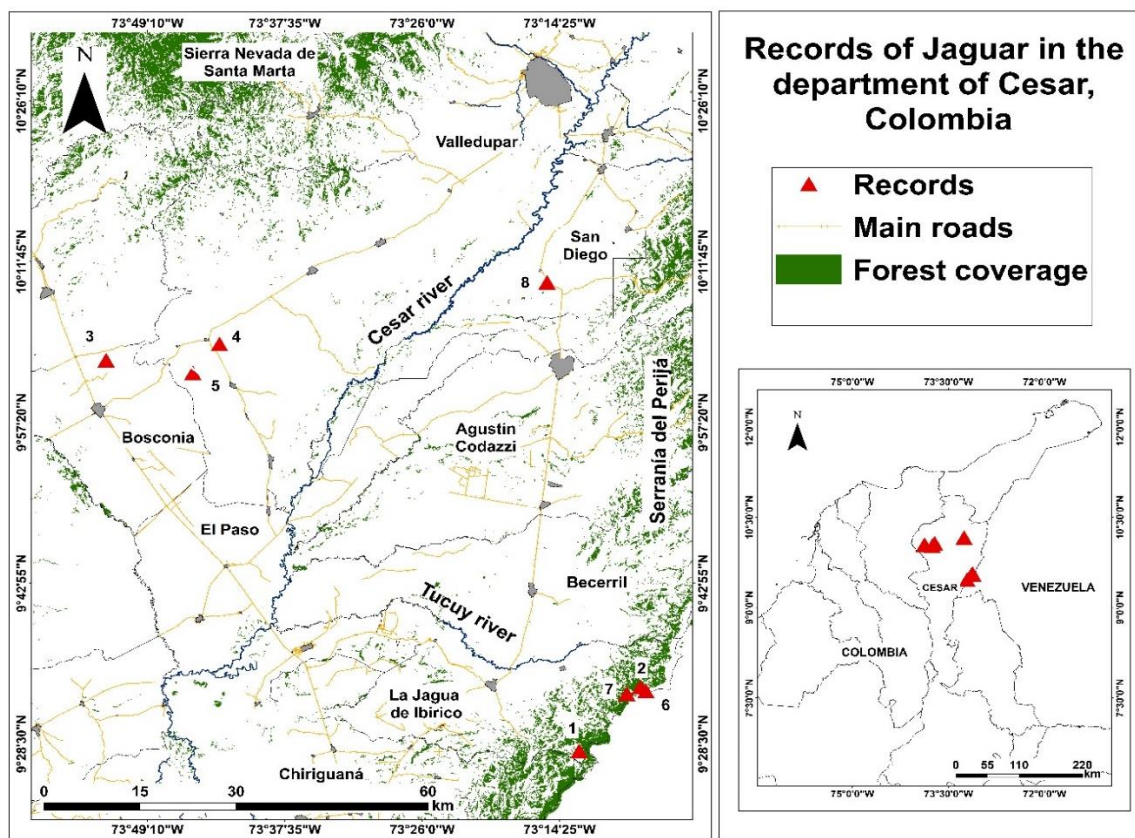 73°49'10"W 73°37'35"W 73°26'0"W 73°14'25"W
N
Sierra Nevada de
Santa Marta
10°26'10"N
10°26'10"N
Valledupar
San
Diego
10°11'45"N
10°11'45"N
8
Cesar river
3
4
5
Serranía del Perijá
9°57'20"N
9°57'20"N
Bosconia
Agustín
Codazzi
El Paso
9°42'55"N
9°42'55"N
Becerril
Tucuy river
2
7
6
La Jagua
de Ibirico
1
9°28'30"N
9°28'30"N
Chiriguaná
0 15 30 60
km
73°49'10"W 73°37'35"W 73°26'0"W 73°14'25"W
Records of Jaguar in the
department of Cesar,
Colombia
Records
Main roads
Forest coverage
75°0'0"W 73°30'0"W 72°0'0"W
N
12°0'0"N
12°0'0"N
10°30'0"N
10°30'0"N
CESAR
VENEZUELA
9°0'0"N
9°0'0"N
COLOMBIA
7°30'0"N
7°30'0"N
0 55 110 220
km
75°0'0"W 73°30'0"W 72°0'0"W